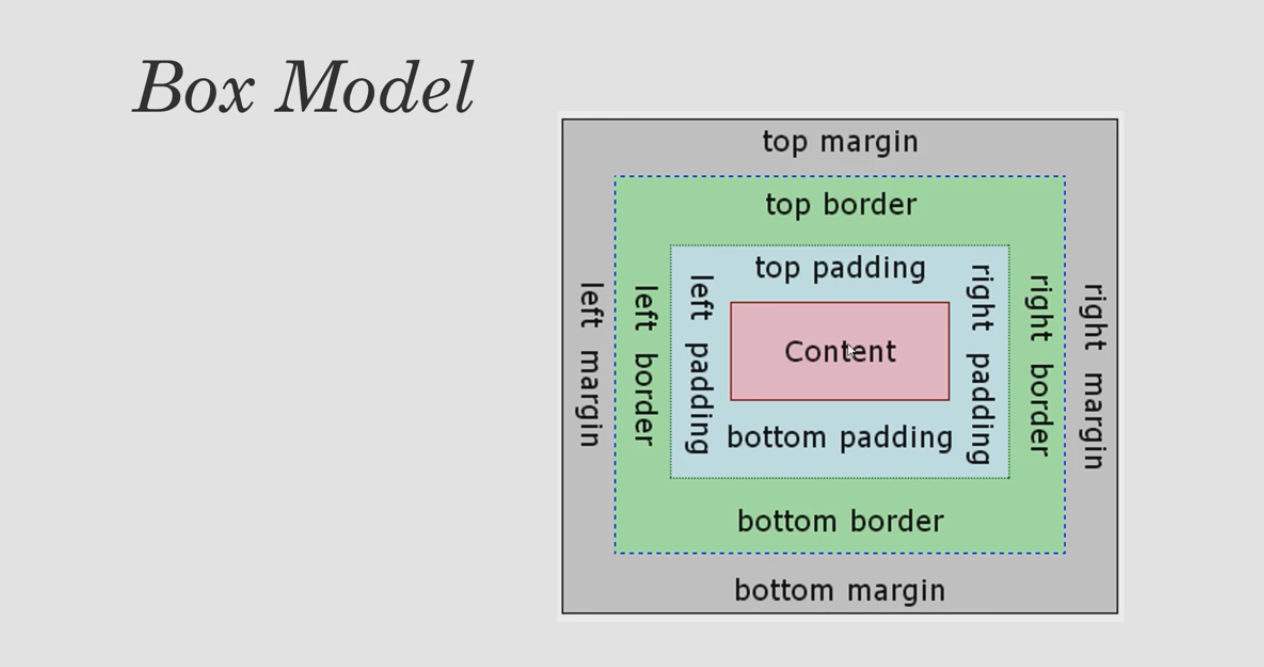 Box Model
top margin
top border
top padding
left margin
left border
left padding
Content
right padding
right border
right margin
bottom padding
bottom border
bottom margin